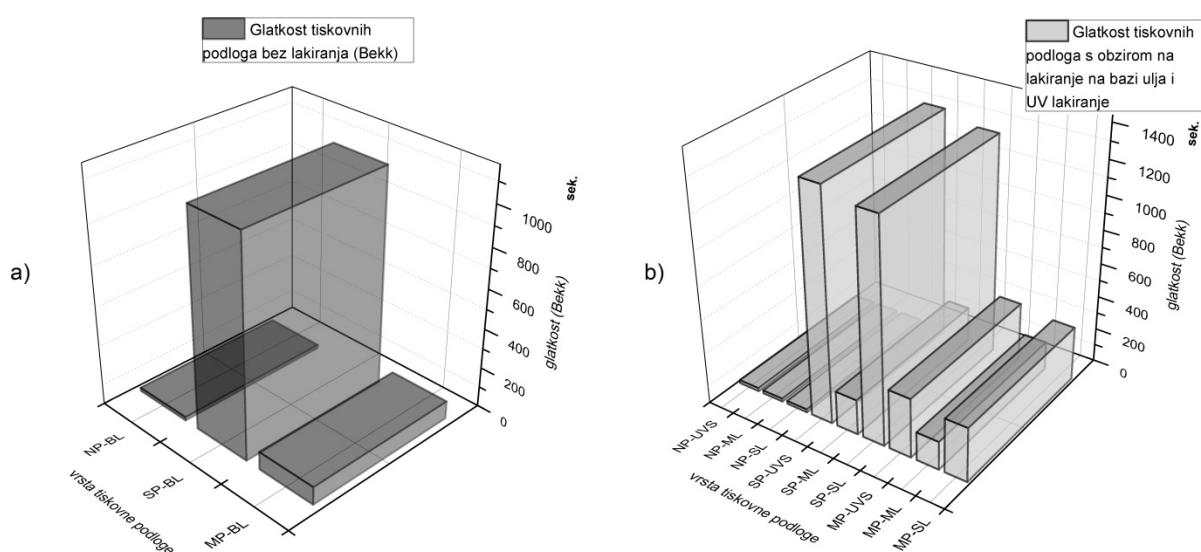 Glatkost tiskovnih
podloga bez lakiranja (Bekk)
a)
sek.
1000
800
600
400
200
0
glatkost (Bekk)
NP-BL
SP-BL
MP-BL
vrsta tiskovne podloge
Glatkost tiskovnih
podloga s obzirom na
lakiranje na bazi ulja i
UV lakiranje
b)
sek.
1400
1200
1000
800
600
400
200
0
glatkost (Bekk)
NP-UVS
NP-ML
NP-SL
SP-UVS
SP-ML
SP-SL
MP-UVS
MP-ML
MP-SL
vrsta tiskovne podloge